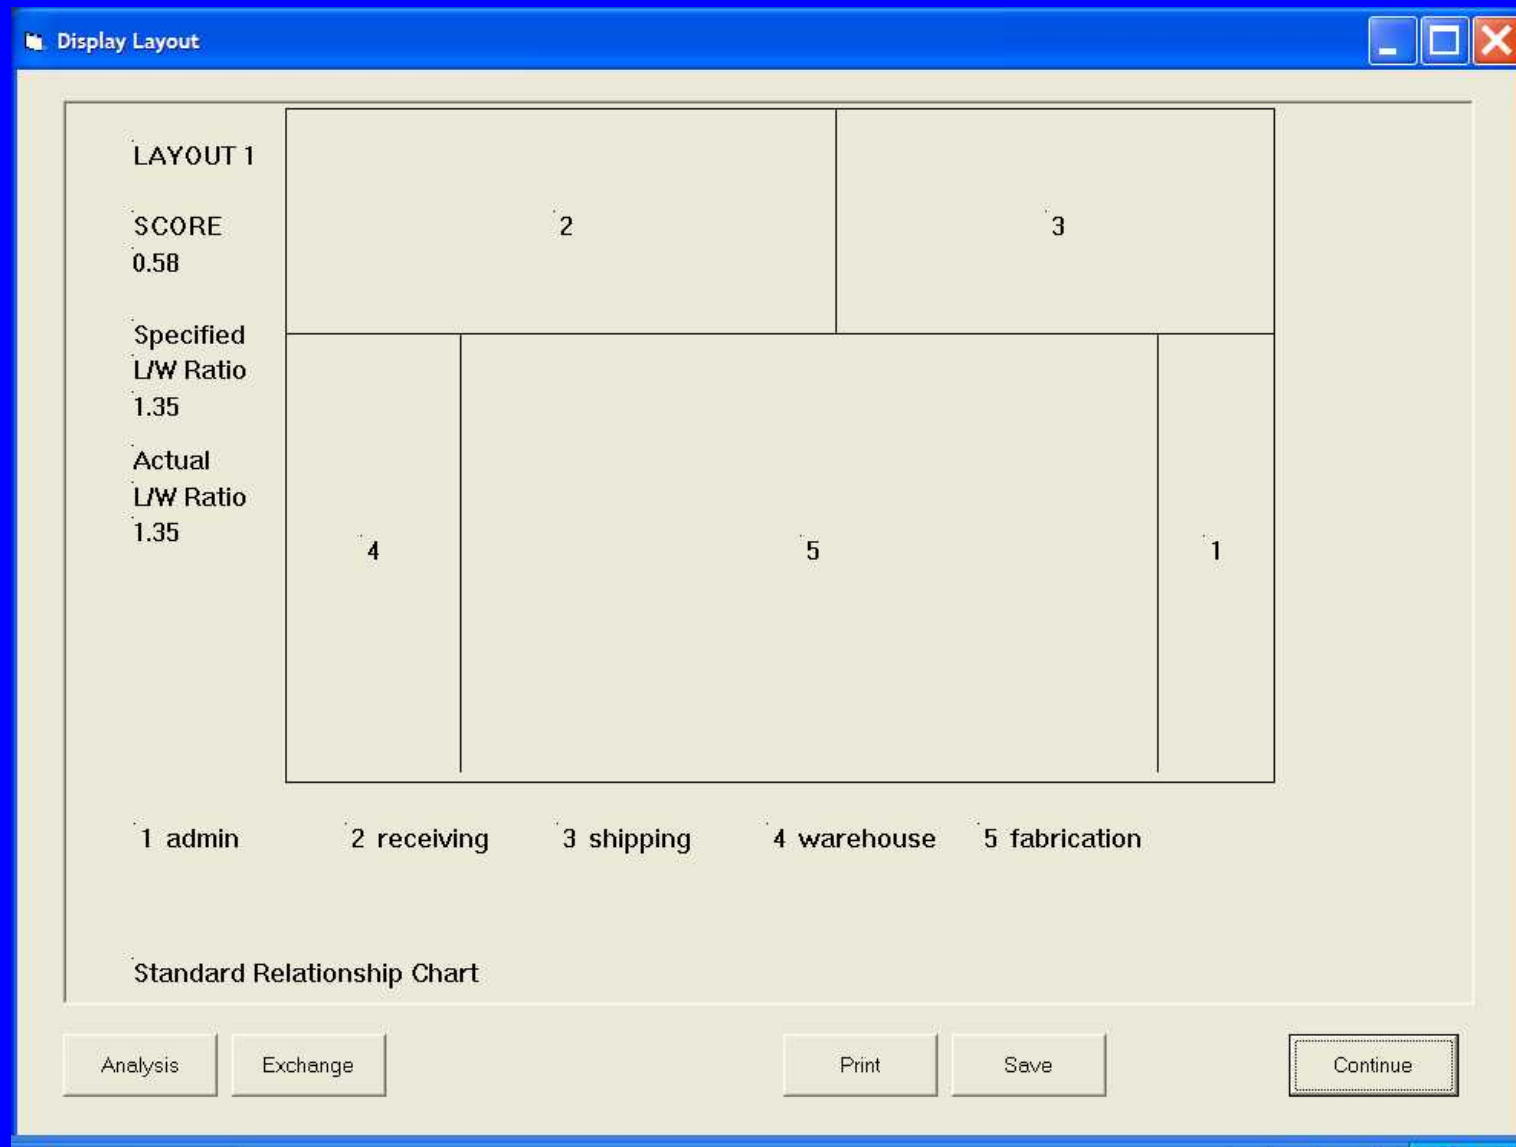 Display Layout
LAYOUT 1
SCORE
0.58
2
3
Specified
L/W Ratio
1.35
Actual
L/W Ratio
1.35
4
5
1
1 admin
2 receiving
3 shipping
4 warehouse
5 fabrication
Standard Relationship Chart
Analysis
Exchange
Print
Save
Continue